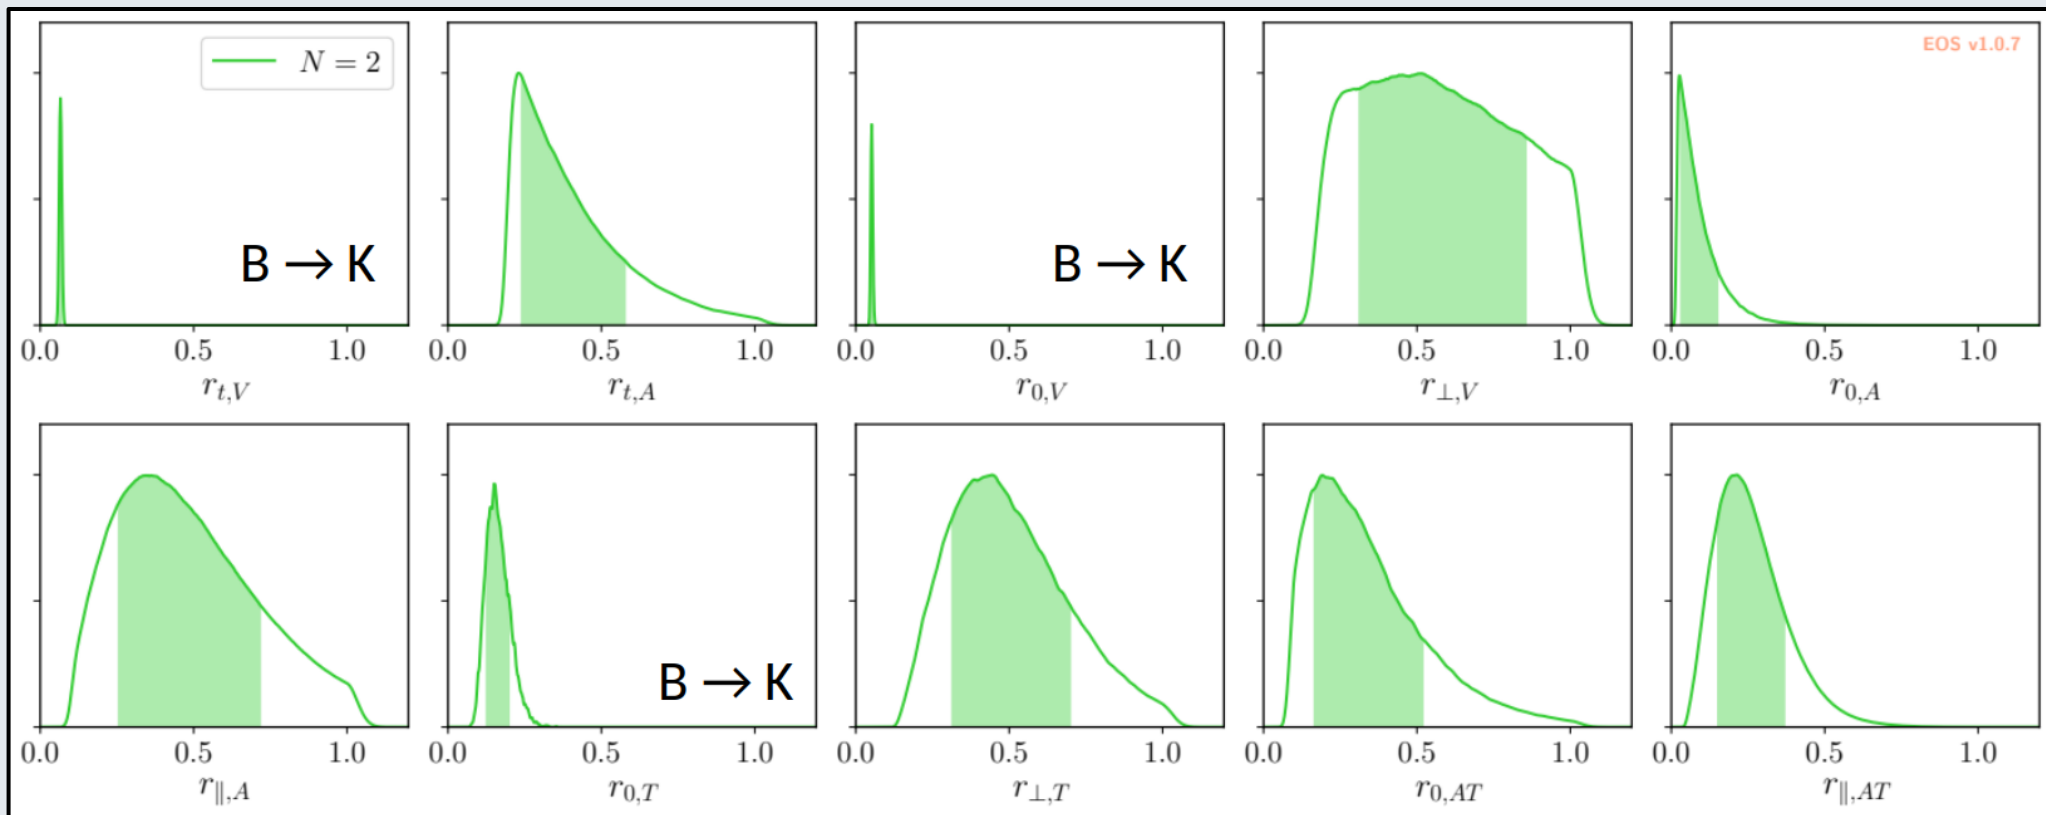 N = 2
EOS v1.0.7
B → K
B → K
0.0 0.5 1.0 0.0 0.5 1.0 0.0 0.5 1.0 0.0 0.5 1.0 0.0 0.5 1.0
r_{t,V} r_{t,A} r_{0,V} r_{⊥,V} r_{0,A}
B → K
0.0 0.5 1.0 0.0 0.5 1.0 0.0 0.5 1.0 0.0 0.5 1.0 0.0 0.5 1.0
r_{∥,A} r_{0,T} r_{⊥,T} r_{0,AT} r_{∥,AT}